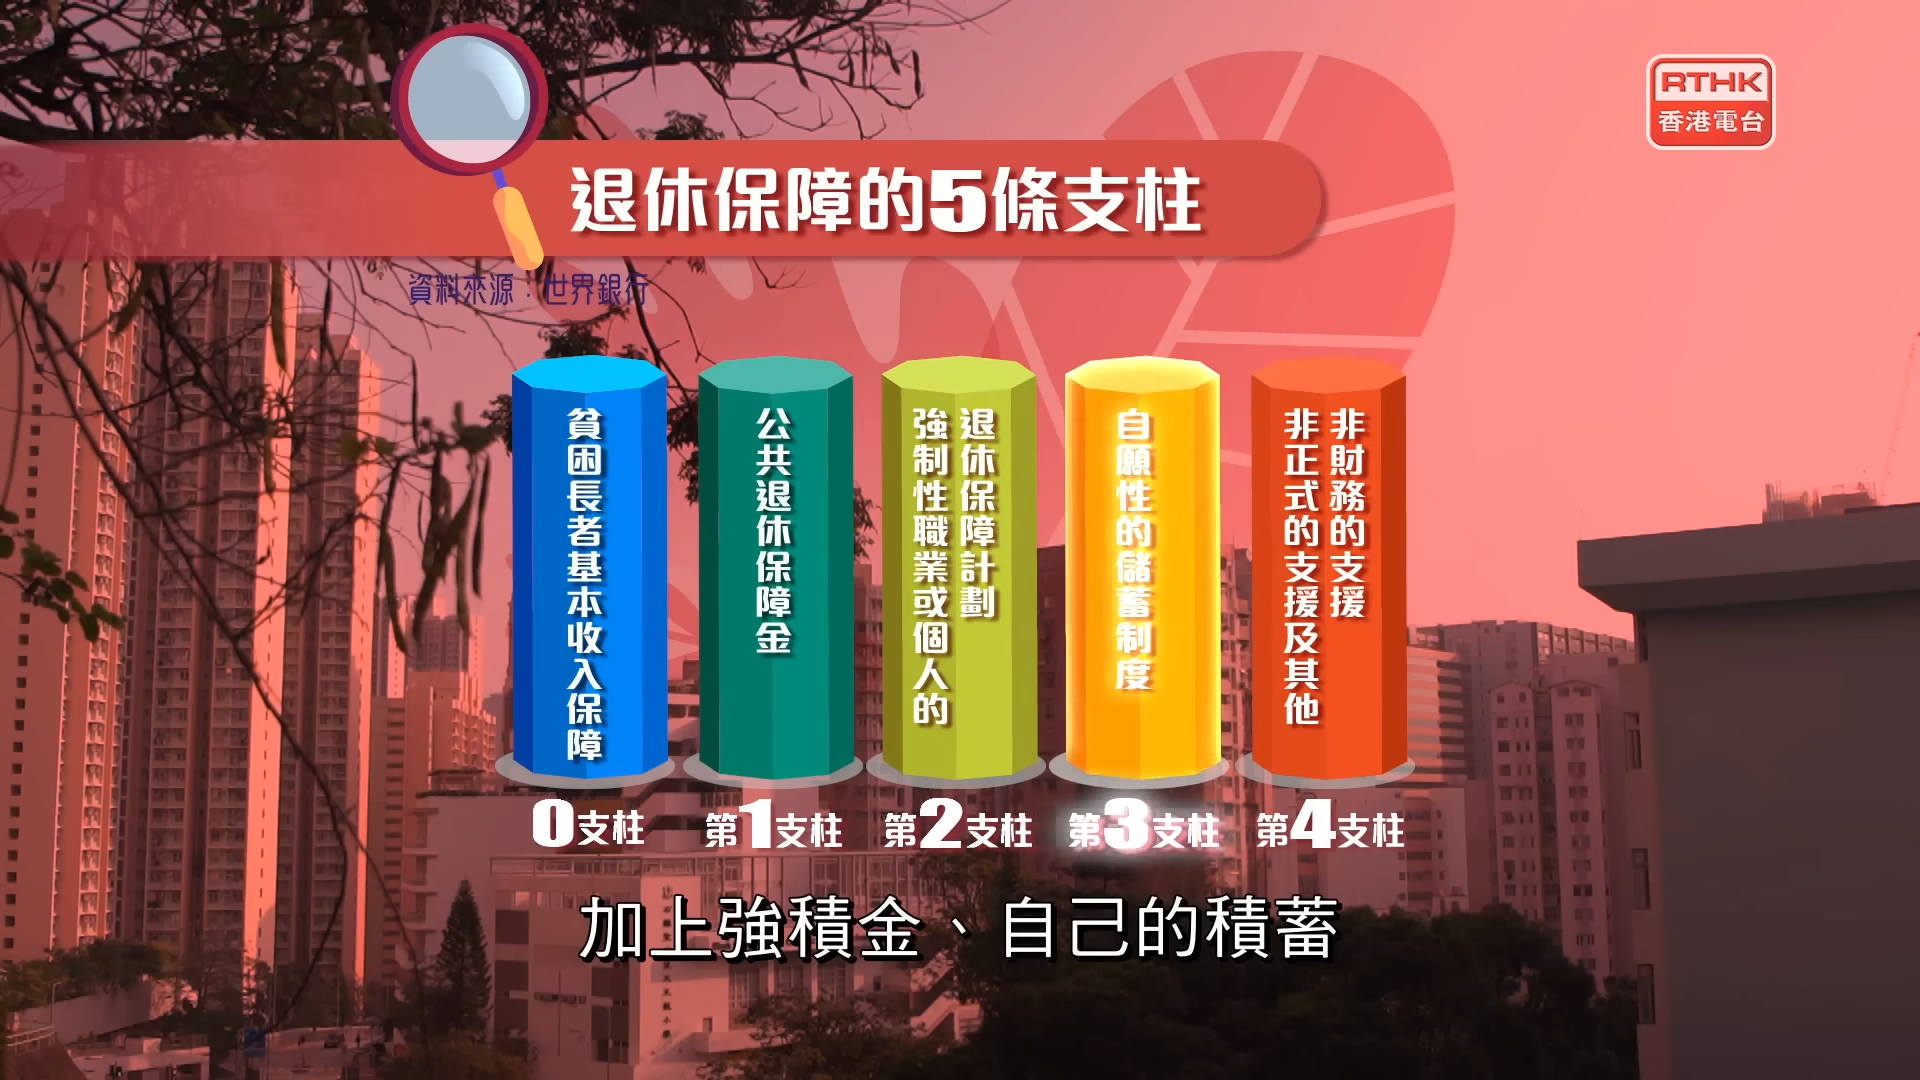 RTHK
香港電台
退休保障的5條支柱
資料來源：世界銀行
貧困長者基本收入保障
公共退休保障金
強制性職業或個人的
退休保障計劃
自願性的儲蓄制度
非正式的支援及其他
非財務的支援
0支柱
第1支柱
第2支柱
第3支柱
第4支柱
加上強積金、自己的積蓄